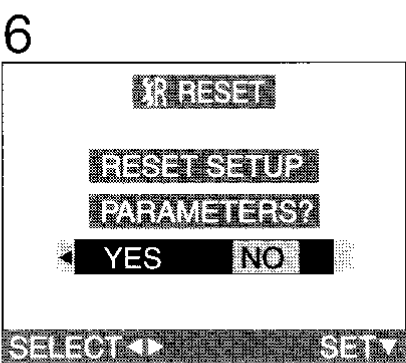 6
R RESET
RESET SETUP
PARAMETERS?
◀ YES NO
SELECT◀▶ SET▼